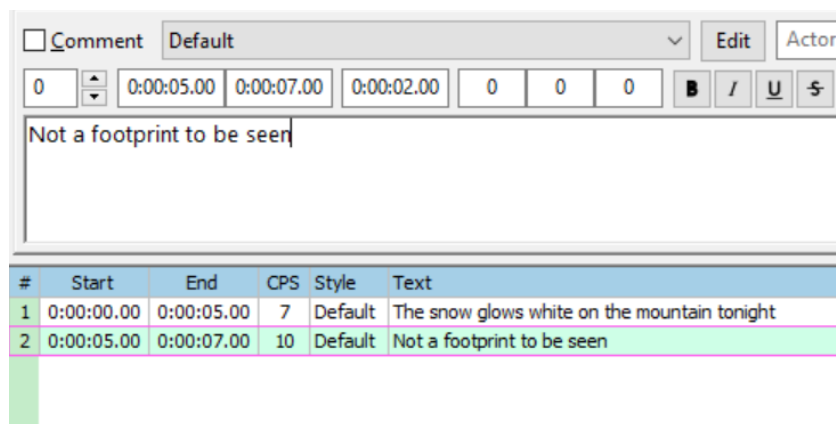 Comment Default Edit Actor
0 0:00:05.00 0:00:07.00 0:00:02.00 0 0 0 B I U S
Not a footprint to be seen
# Start End CPS Style Text
1 0:00:00.00 0:00:05.00 7 Default The snow glows white on the mountain tonight
2 0:00:05.00 0:00:07.00 10 Default Not a footprint to be seen